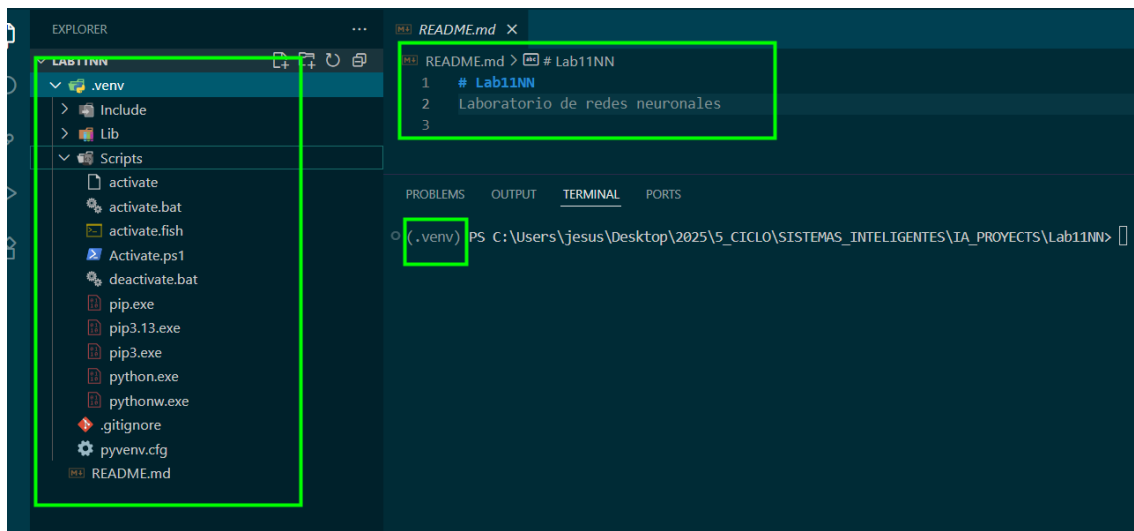 EXPLORER
LAB11NN
.venv
Include
Lib
Scripts
activate
activate.bat
activate.fish
Activate.ps1
deactivate.bat
pip.exe
pip3.13.exe
pip3.exe
python.exe
pythonw.exe
.gitignore
pyvenv.cfg
README.md
README.md
README.md > # Lab11NN
1 # Lab11NN
2 Laboratorio de redes neuronales
3
PROBLEMS OUTPUT TERMINAL PORTS
(.venv) PS C:\Users\jesus\Desktop\2025\5_CICLO\SISTEMAS_INTELIGENTES\IA_PROYECTS\Lab11NN>